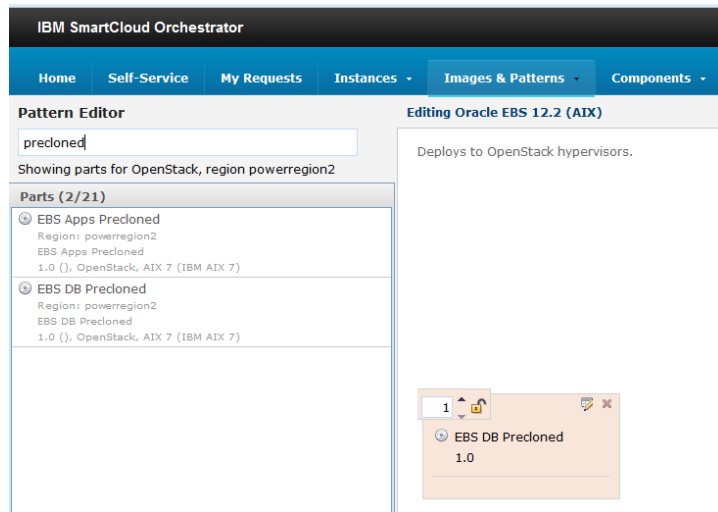 IBM SmartCloud Orchestrator
Home Self-Service My Requests Instances Images & Patterns Components
Pattern Editor
precloned
Showing parts for OpenStack, region powerregion2
Parts (2/21)
EBS Apps Precloned
Region: powerregion2
EBS Apps Precloned
1.0 (), OpenStack, AIX 7 (IBM AIX 7)
EBS DB Precloned
Region: powerregion2
EBS DB Precloned
1.0 (), OpenStack, AIX 7 (IBM AIX 7)
Editing Oracle EBS 12.2 (AIX)
Deploys to OpenStack hypervisors.
1
EBS DB Precloned
1.0